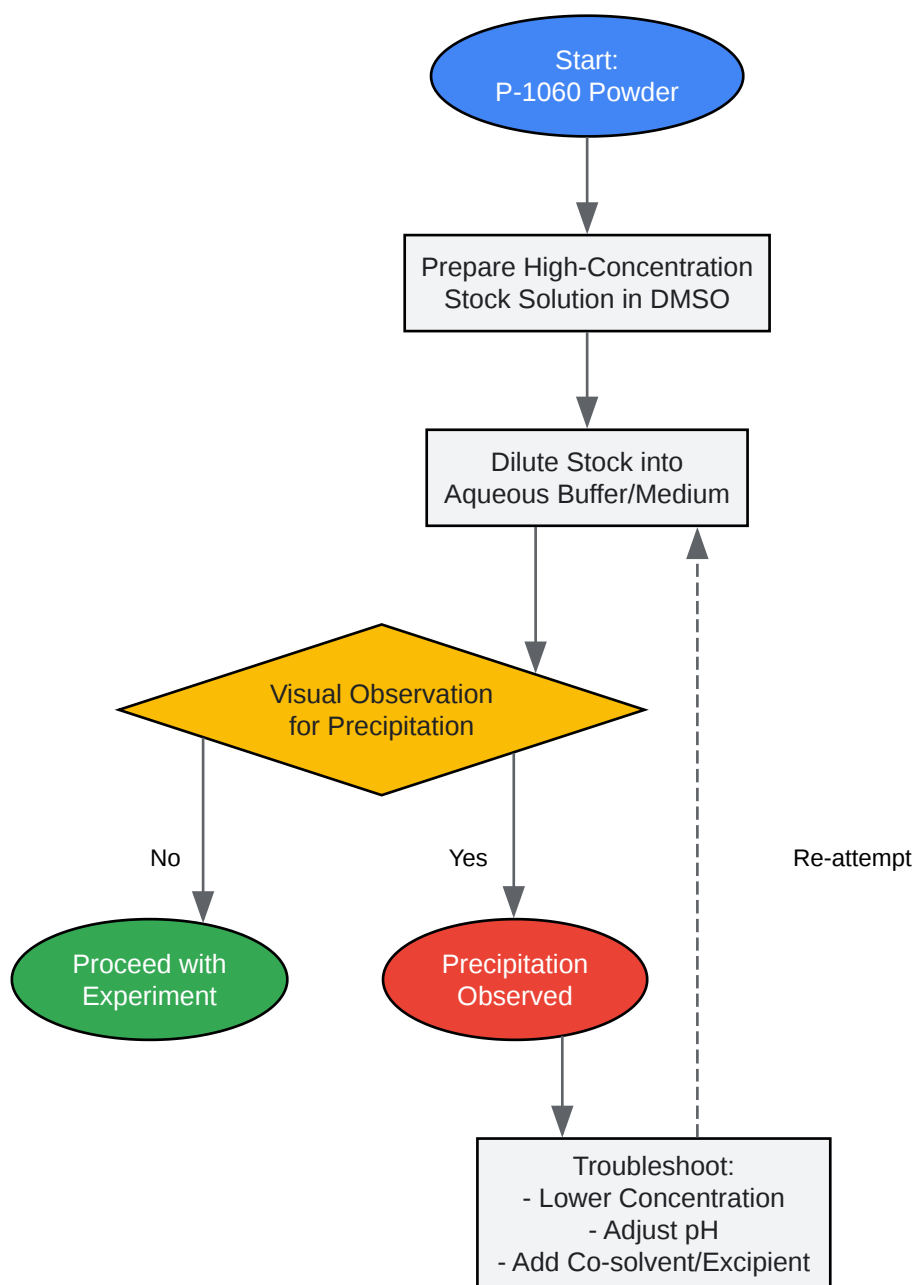 Start:
P-1060 Powder
Prepare High-Concentration
Stock Solution in DMSO
Dilute Stock into
Aqueous Buffer/Medium
Visual Observation
for Precipitation
No
Yes
Re-attempt
Proceed with
Experiment
Precipitation
Observed
Troubleshoot:
- Lower Concentration
- Adjust pH
- Add Co-solvent/Excipient